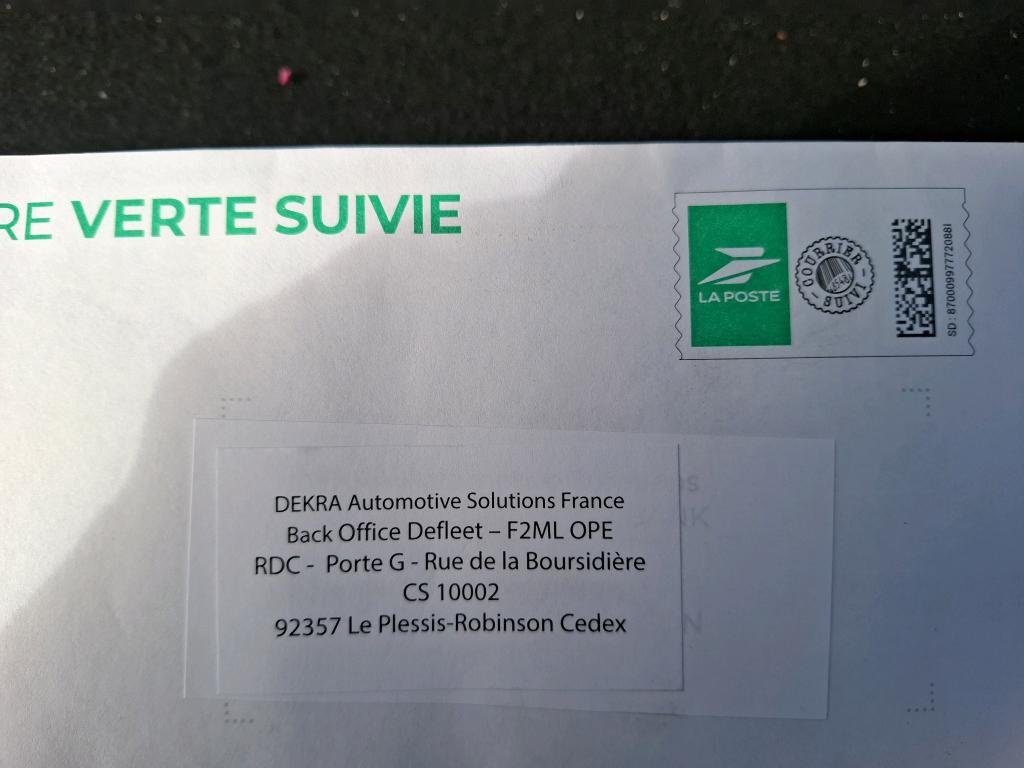 RE VERTE SUIVIE
LA POSTE
COURRIER
SUIVI
SD : 87000997772088I
DEKRA Automotive Solutions France
Back Office Defleet – F2ML OPE
RDC - Porte G - Rue de la Boursidière
CS 10002
92357 Le Plessis-Robinson Cedex